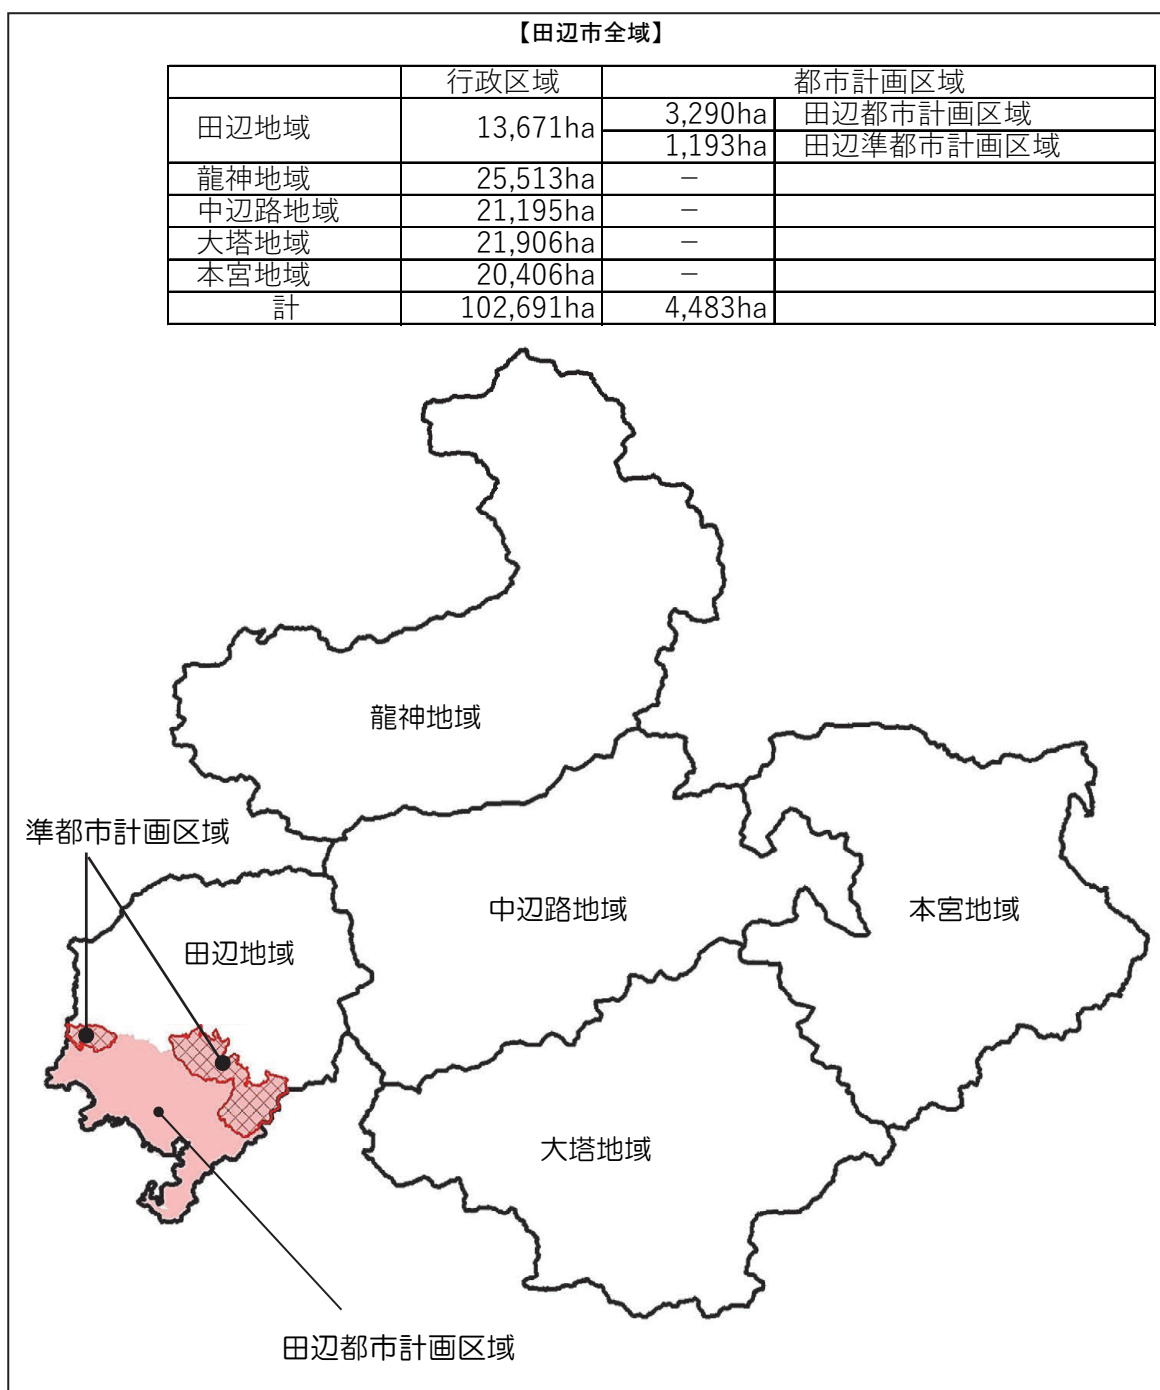 【田辺市全域】
行政区域 都市計画区域
田辺地域 13,671ha 3,290ha 田辺都市計画区域
1,193ha 田辺準都市計画区域
龍神地域 25,513ha －
中辺路地域 21,195ha －
大塔地域 21,906ha －
本宮地域 20,406ha －
計 102,691ha 4,483ha
龍神地域
準都市計画区域
中辺路地域
本宮地域
田辺地域
大塔地域
田辺都市計画区域